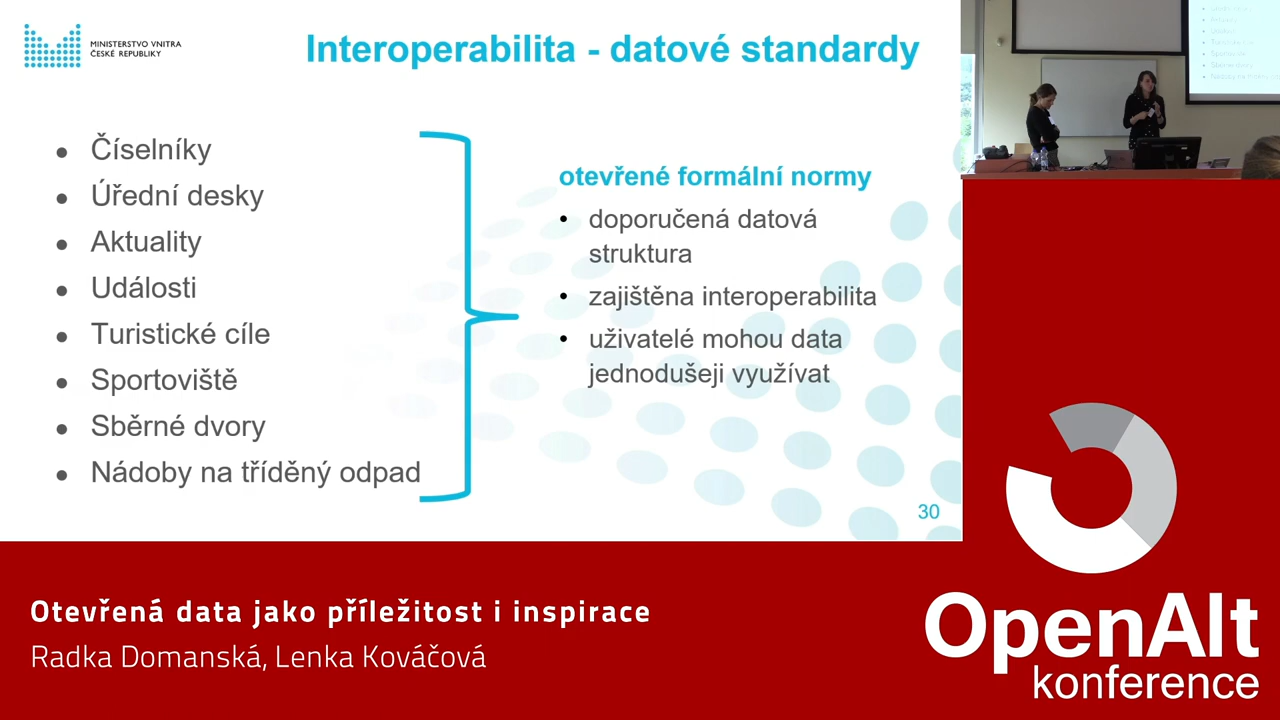 MINISTERSTVO VNITRA
ČESKÉ REPUBLIKY
Interoperabilita - datové standardy
Číselníky
Úřední desky
Aktuality
Události
Turistické cíle
Sportoviště
Sběrné dvory
Nádoby na tříděný odpad
otevřené formální normy
doporučená datová
struktura
zajištěna interoperabilita
uživatelé mohou data
jednodušeji využívat
30
Otevřená data jako příležitost i inspirace
Radka Domanská, Lenka Kováčová
OpenAlt
konference